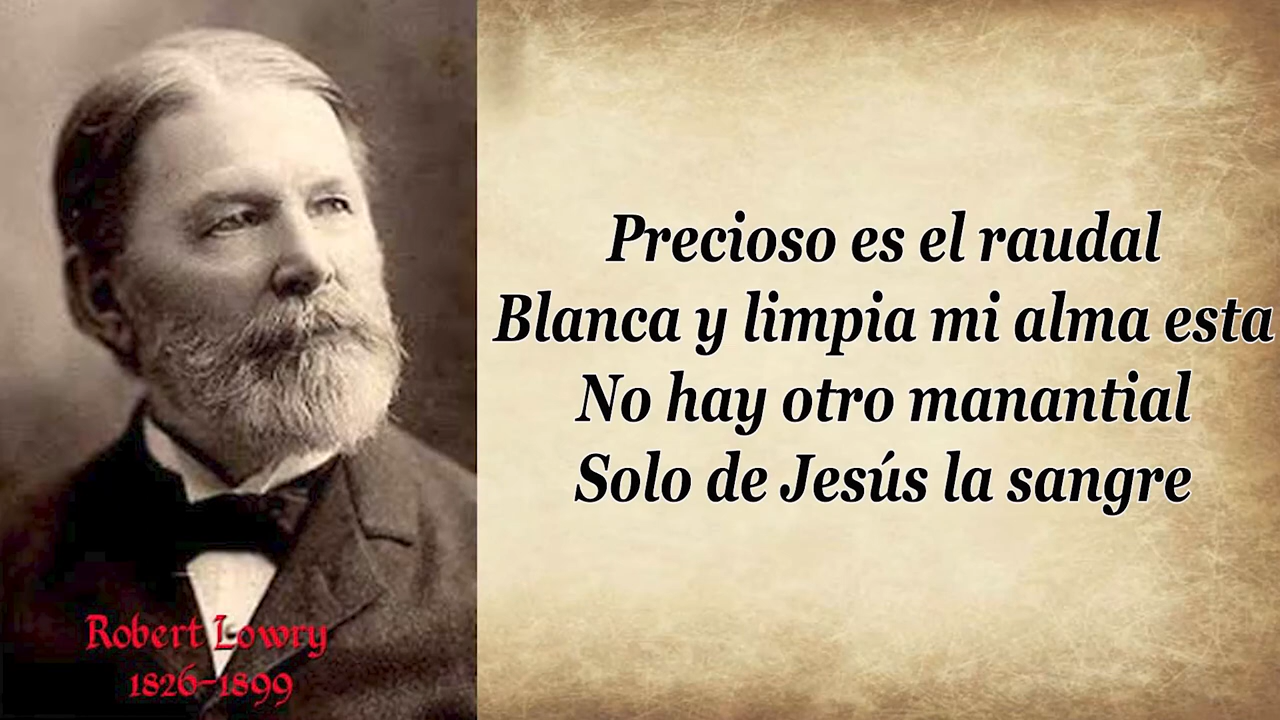 Precioso es el raudal
Blanca y limpia mi alma esta
No hay otro manantial
Solo de Jesús la sangre
Robert Lowry
1826-1899